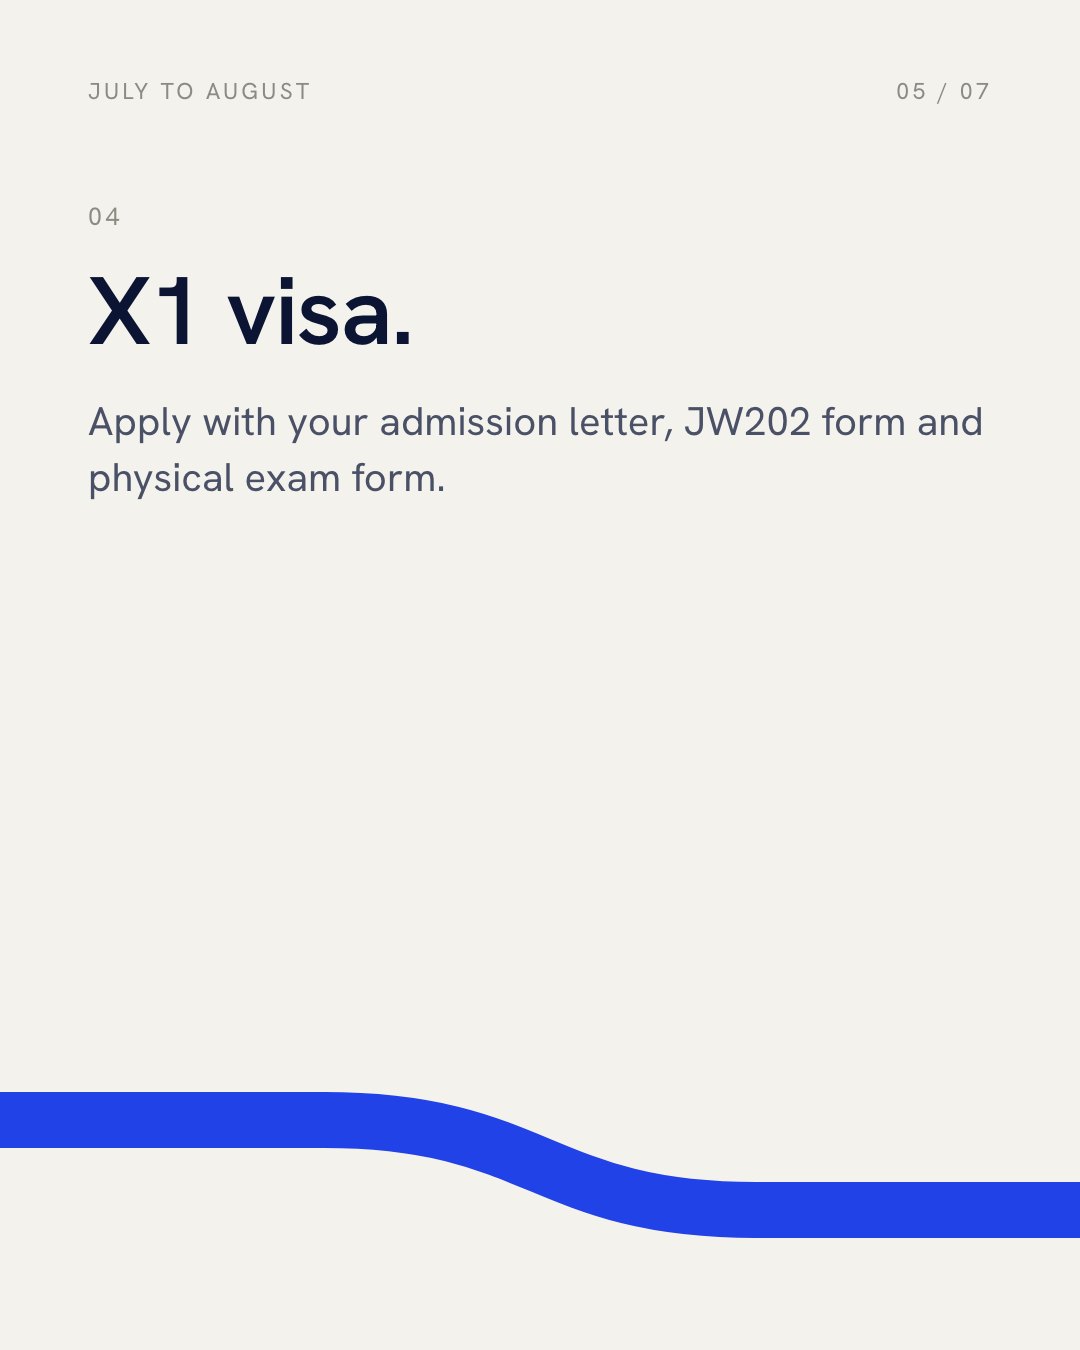 JULY TO AUGUST
05 / 07
04
X1 visa.
Apply with your admission letter, JW202 form and
physical exam form.